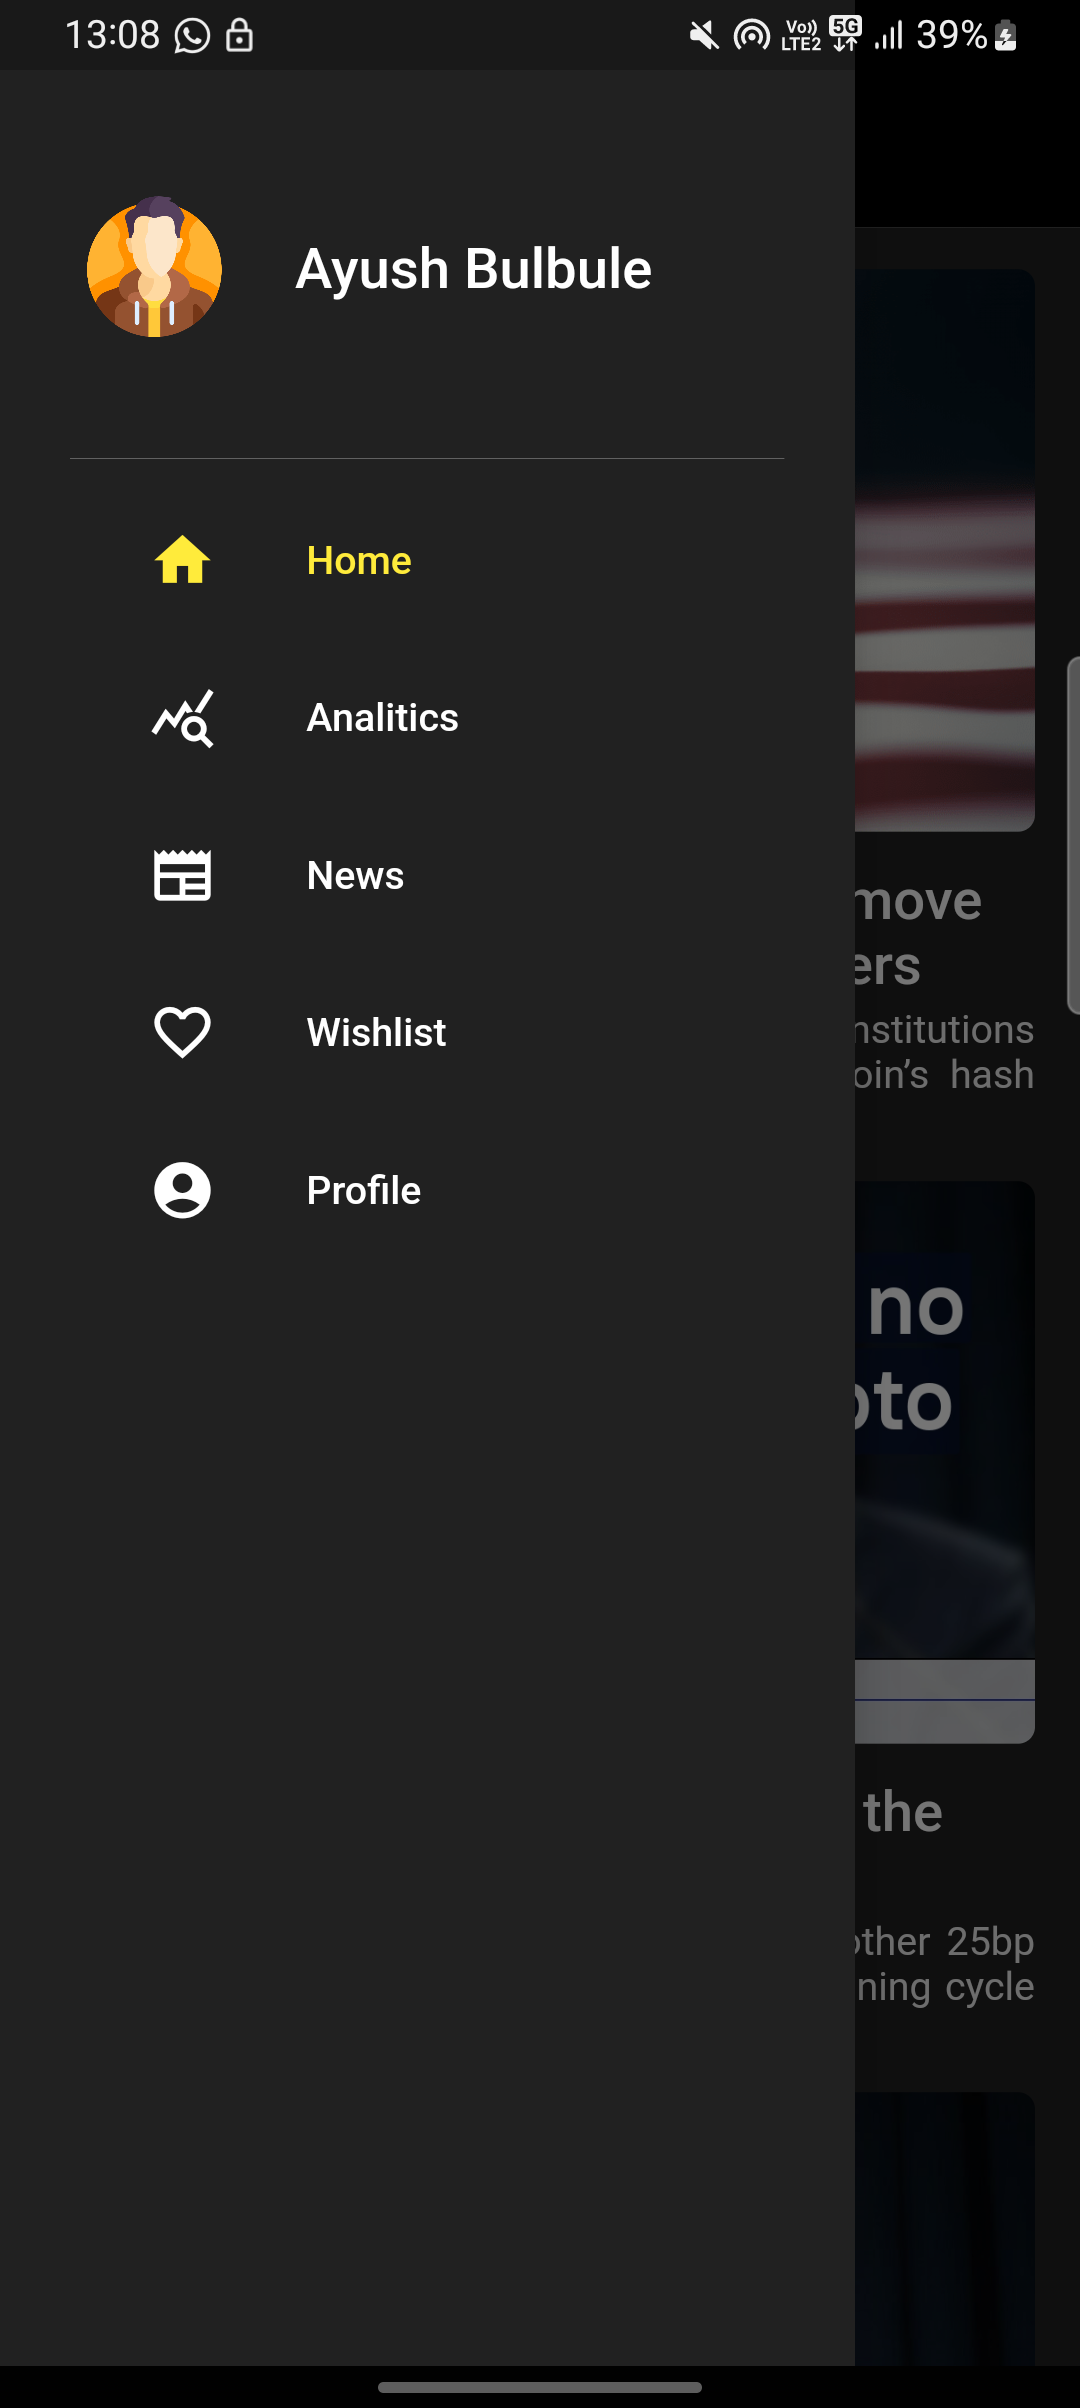 13:08
Vo)) LTE2 5G 39%
Ayush Bulbule
Home
Analitics
News
Wishlist
Profile
move
ers
nstitutions
oin's hash
no
pto
the
other 25bp
ning cycle